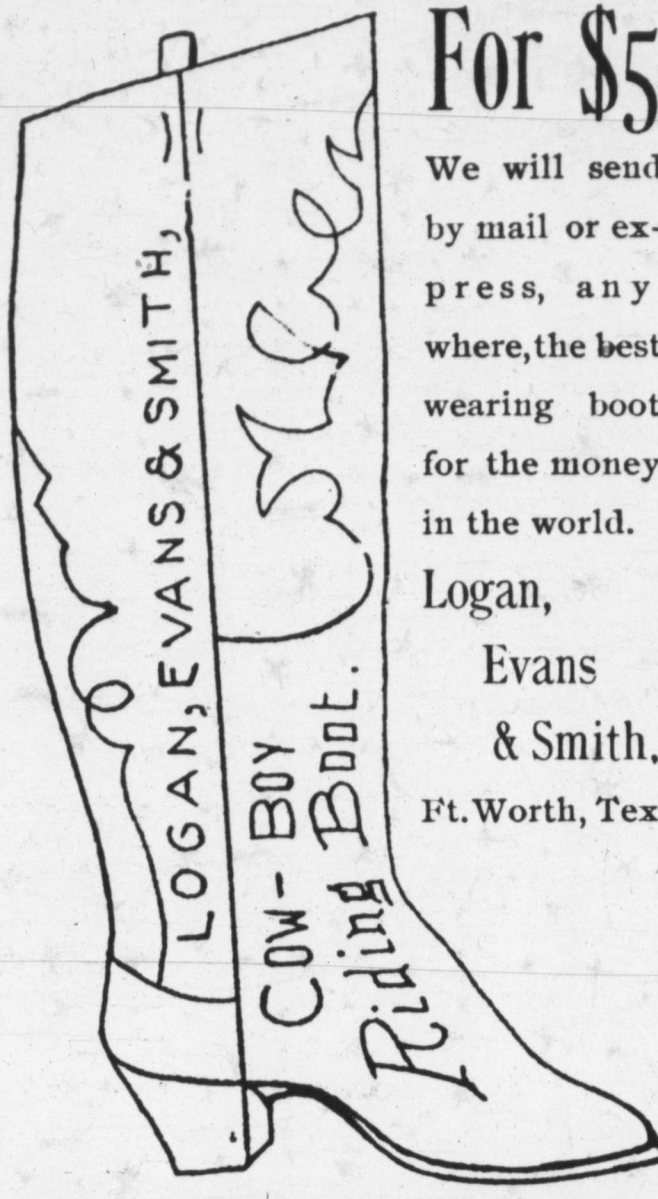 For $5
We will send
by mail or ex-
press, any
where, the best
wearing boot
for the money
in the world.
Logan,
Evans
& Smith,
Ft. Worth, Tex
LOGAN, EVANS & SMITH,
COW-BOY
Riding Boot.